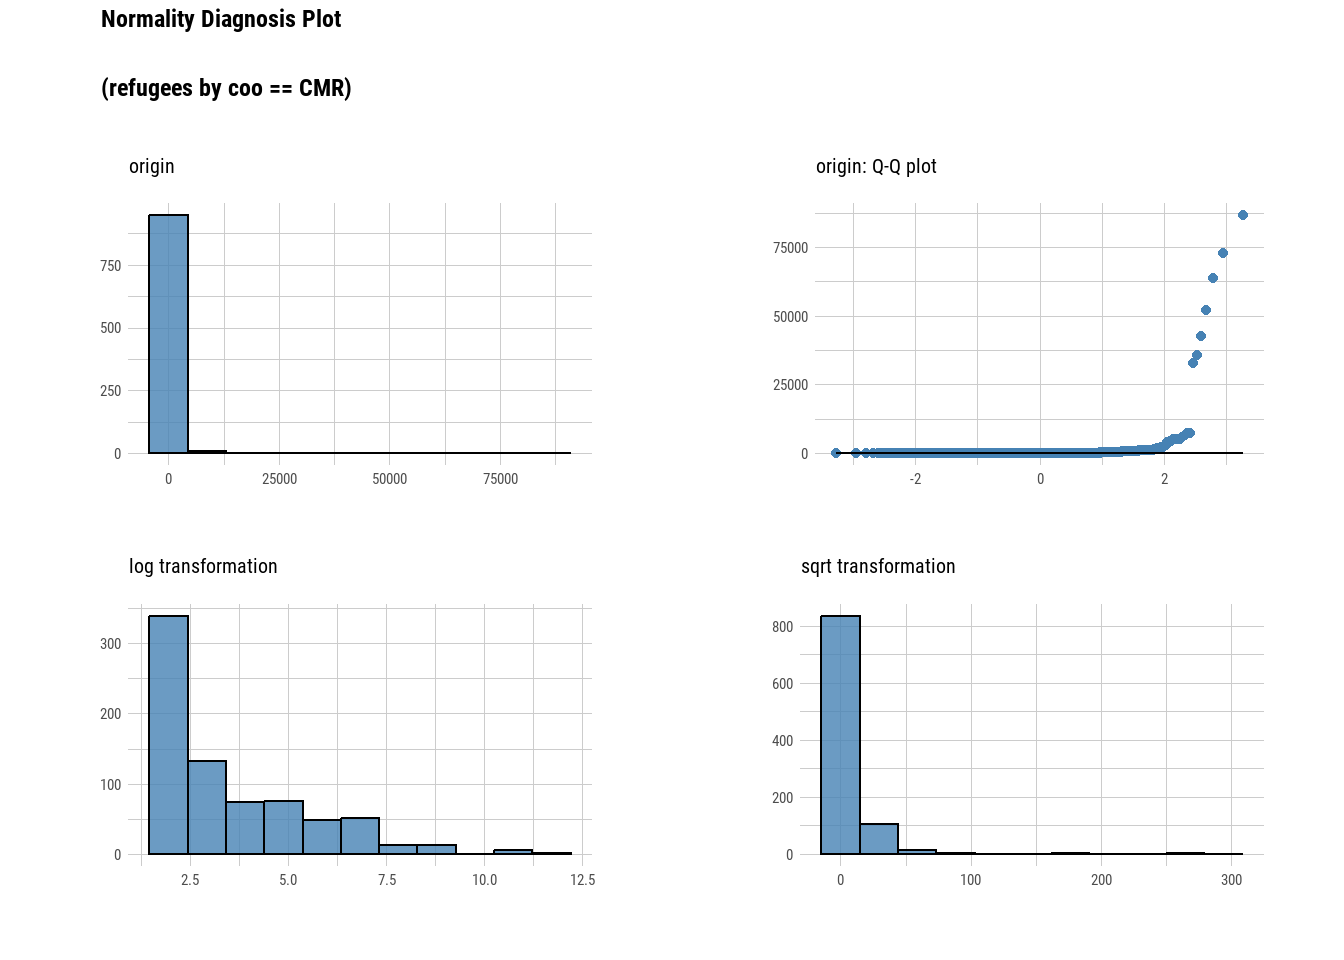 Normality Diagnosis Plot
(refugees by coo == CMR)
origin
750
500
250
0
0 25000 50000 75000
origin: Q-Q plot
75000
50000
25000
0
-2 0 2
log transformation
300
200
100
0
2.5 5.0 7.5 10.0 12.5
sqrt transformation
800
600
400
200
0
0 100 200 300